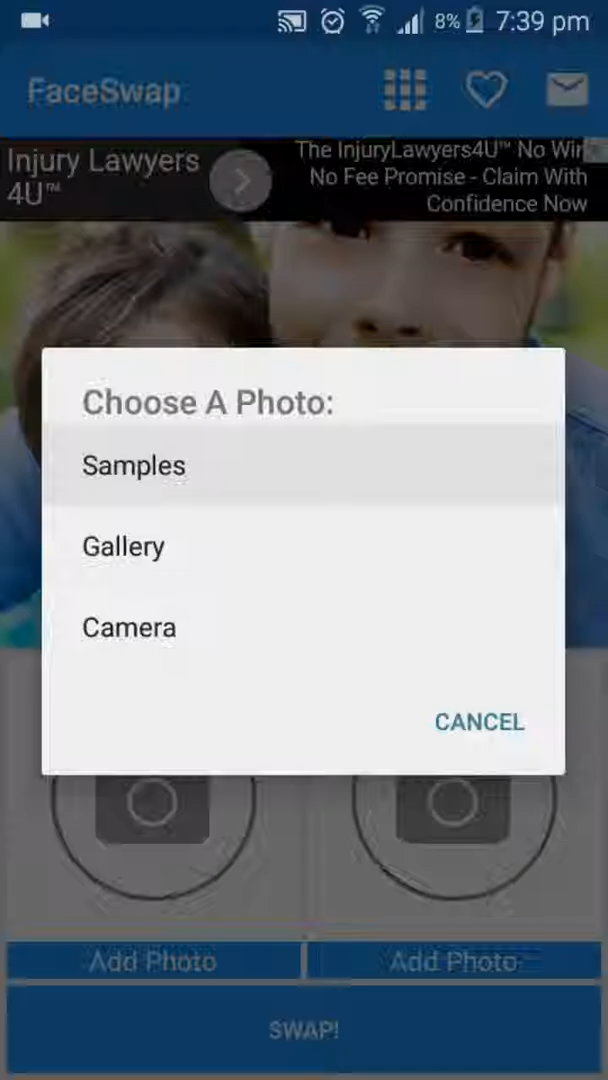 8% 7:39 pm
FaceSwap
Injury Lawyers
4U™
The InjuryLawyers4U™ No Win
No Fee Promise - Claim With
Confidence Now
Choose A Photo:
Samples
Gallery
Camera
CANCEL
Add Photo
Add Photo
SWAP!